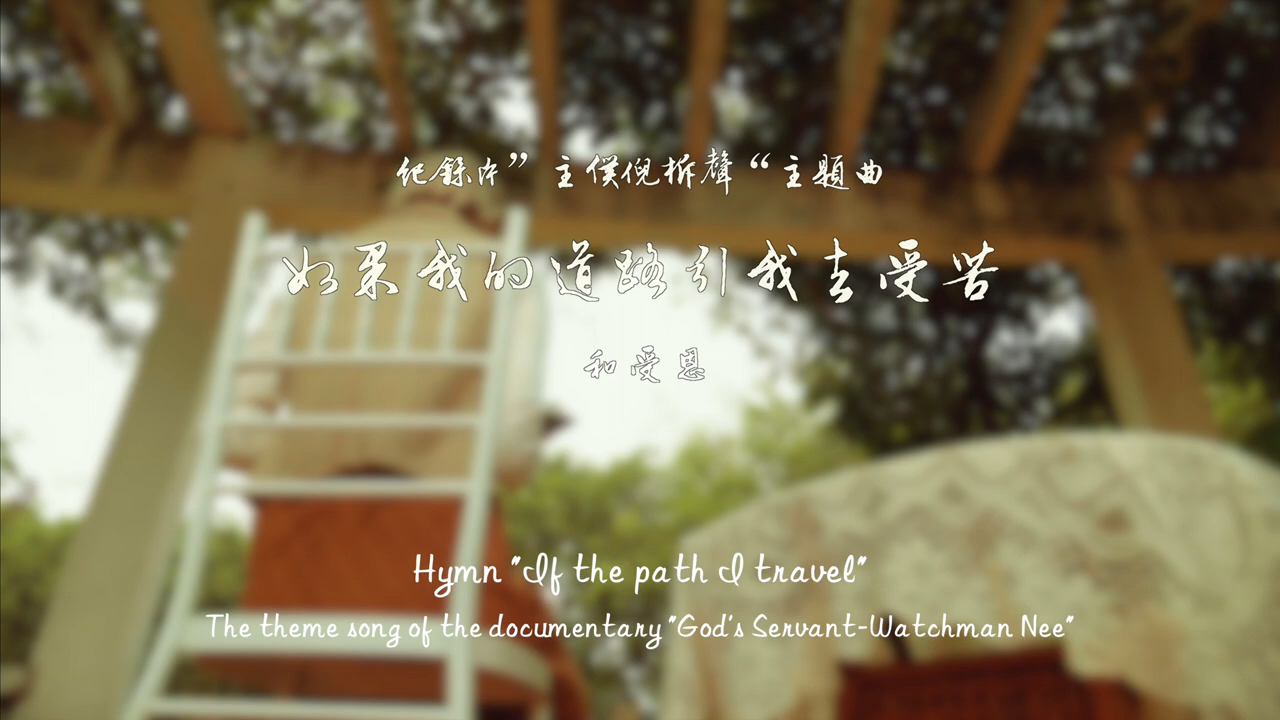 紀錄片”主僕倪柝聲“主題曲
如果我的道路引我去受苦
和受恩
Hymn "If the path I travel"
The theme song of the documentary "God's Servant-Watchman Nee"